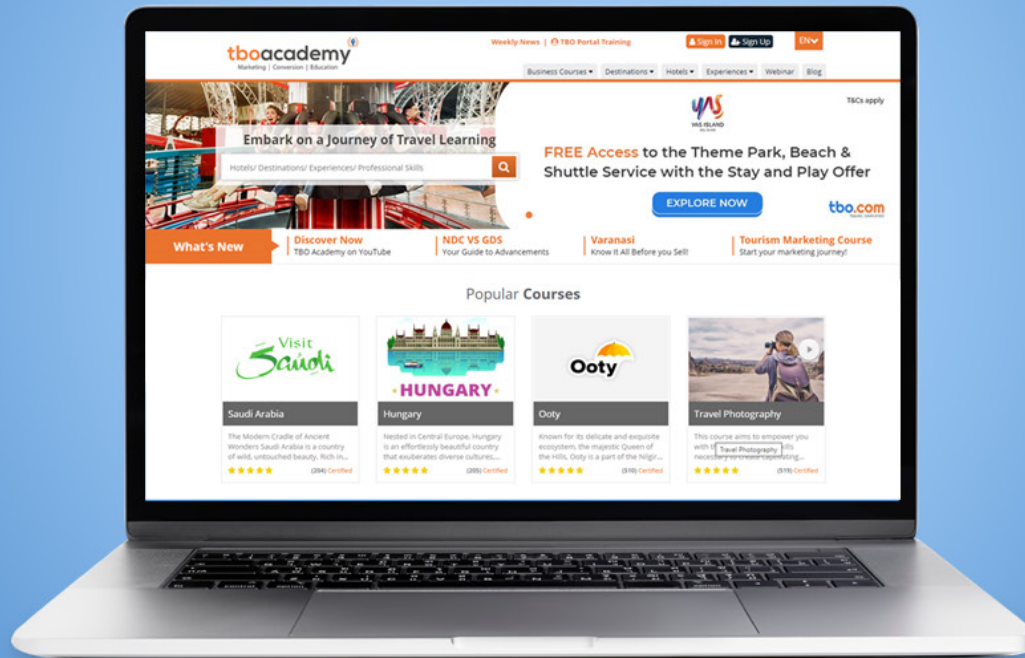 tboacademy
Marketing | Conversion | Education
Weekly News | TBO Portal Training
Sign In
Sign Up
EN
Business Courses
Destinations
Hotels
Experiences
Webinar
Blog
Embark on a Journey of Travel Learning
Hotels/ Destinations/ Experiences/ Professional Skills
YAS ISLAND
T&Cs apply
FREE Access to the Theme Park, Beach &
Shuttle Service with the Stay and Play Offer
EXPLORE NOW
tbo.com
What's New
Discover Now
TBO Academy on YouTube
NDC VS GDS
Your Guide to Advancements
Varanasi
Know It All Before you Sell!
Tourism Marketing Course
Start your marketing journey!
Popular Courses
Visit
Saudi
Saudi Arabia
The Modern Cradle of Ancient
Wonders Saudi Arabia is a country
of wild, untouched beauty. Rich in...
(204) Certified
HUNGARY
Hungary
Nested in Central Europe, Hungary
is an effortlessly beautiful country
that exuberates diverse cultures,...
(205) Certified
Ooty
Ooty
Known for its delicate and exquisite
ecosystem, the majestic Queen of
the Hills, Ooty is a part of the Nilgir...
(510) Certified
Travel Photography
This course aims to empower you
Travel Photography
necessary to create captivating...
(519) Certified